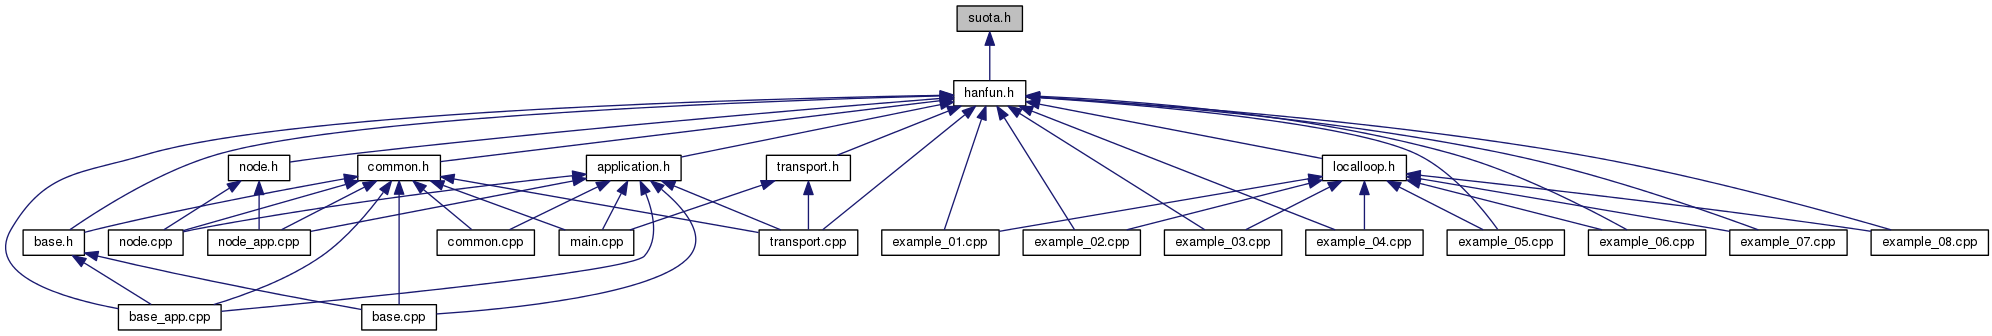 suota.h
hanfun.h
node.h
common.h
application.h
transport.h
localloop.h
base.h
node.cpp
node_app.cpp
common.cpp
main.cpp
transport.cpp
example_01.cpp
example_02.cpp
example_03.cpp
example_04.cpp
example_05.cpp
example_06.cpp
example_07.cpp
example_08.cpp
base_app.cpp
base.cpp